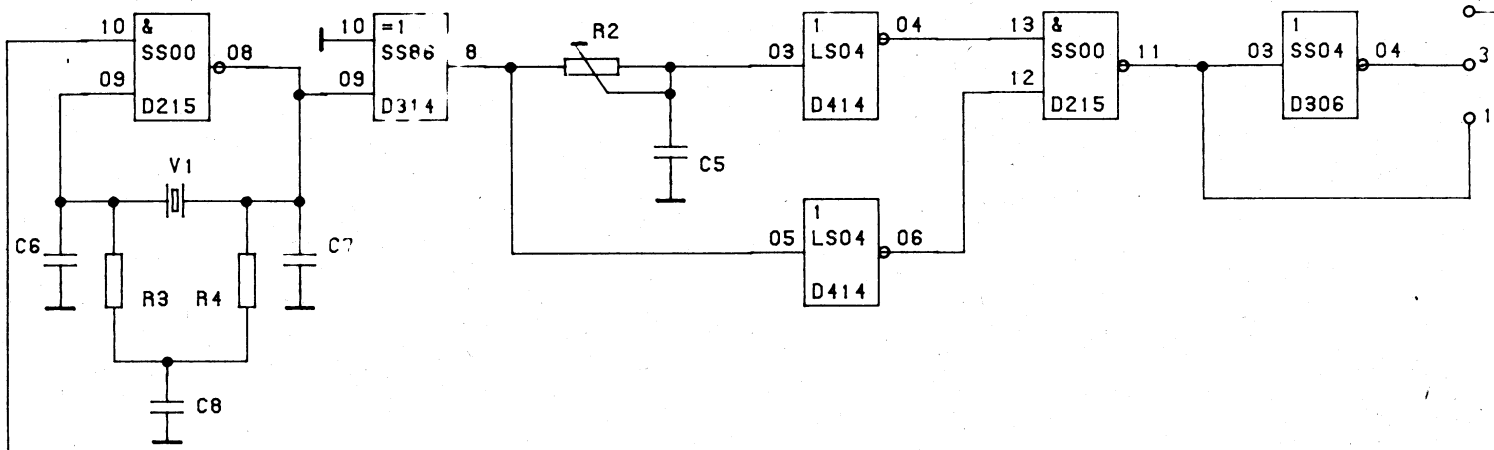 10 & SS00 08 09 D215
10 =1 SS86 8 09 D314
R2
03 1 LS04 04 D414
13 & SS00 11 12 D215
03 1 SS04 04 D306
3
1
V1
C5
05 1 LS04 06 D414
C6
R3
R4
C7
C8